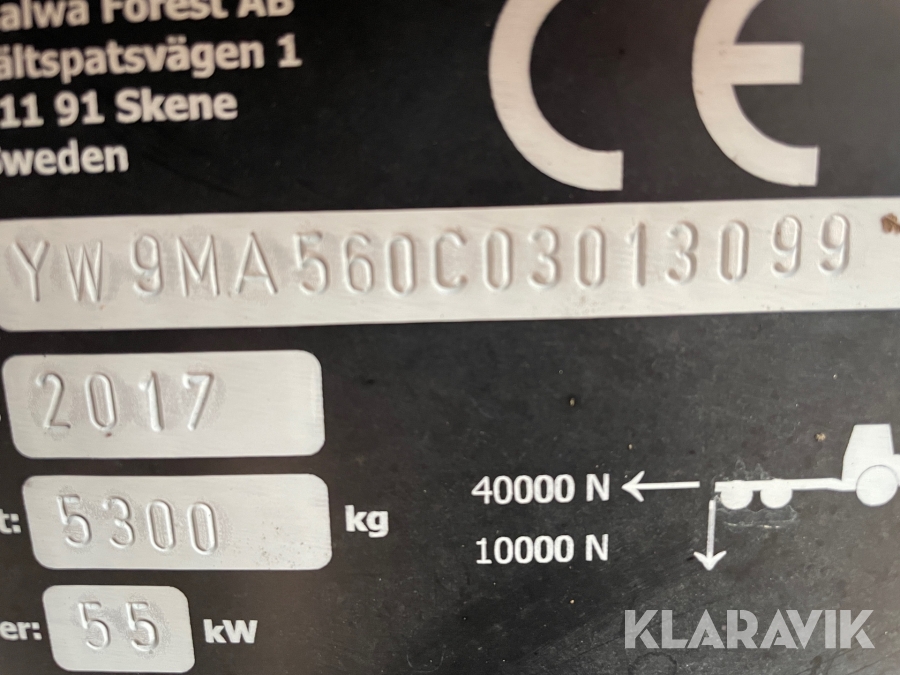 alwa Forest AB
ältspatsvägen 1
11 91 Skene
Sweden
CE
YW9MA560C03013099
2017
t: 5300 kg
40000 N
10000 N
er: 55 kW
KLARAVIK